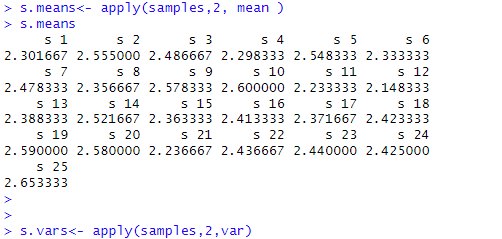 > s.means<- apply(samples,2, mean )
> s.means
s 1 s 2 s 3 s 4 s 5 s 6
2.301667 2.555000 2.486667 2.298333 2.548333 2.333333
s 7 s 8 s 9 s 10 s 11 s 12
2.478333 2.356667 2.578333 2.600000 2.233333 2.148333
s 13 s 14 s 15 s 16 s 17 s 18
2.388333 2.521667 2.363333 2.413333 2.371667 2.423333
s 19 s 20 s 21 s 22 s 23 s 24
2.590000 2.580000 2.236667 2.436667 2.440000 2.425000
s 25
2.653333
>
>
> s.vars<- apply(samples,2,var)